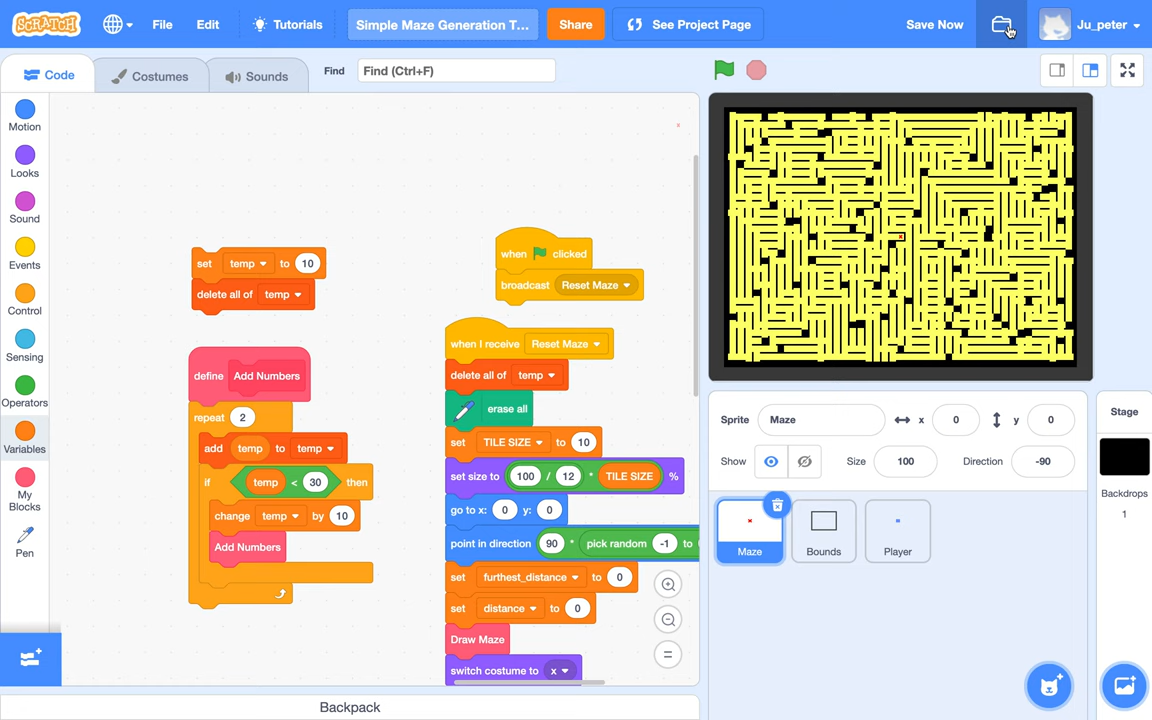 SCRATCH File Edit Tutorials Simple Maze Generation T... Share See Project Page Save Now Ju_peter
Code Costumes Sounds Find Find (Ctrl+F)
Motion
Looks
Sound
Events
Control
Sensing
Operators
Variables
My
Blocks
Pen
set temp to 10
delete all of temp
define Add Numbers
repeat 2
add temp to temp
if temp < 30 then
change temp by 10
Add Numbers
when clicked
broadcast Reset Maze
when I receive Reset Maze
delete all of temp
erase all
set TILE SIZE to 10
set size to 100 / 12 * TILE SIZE %
go to x: 0 y: 0
point in direction 90 * pick random -1 to
set furthest_distance to 0
set distance to 0
Draw Maze
switch costume to x
Backpack
Sprite Maze x 0 y 0
Show Size 100 Direction -90
Maze Bounds Player
Stage
Backdrops
1